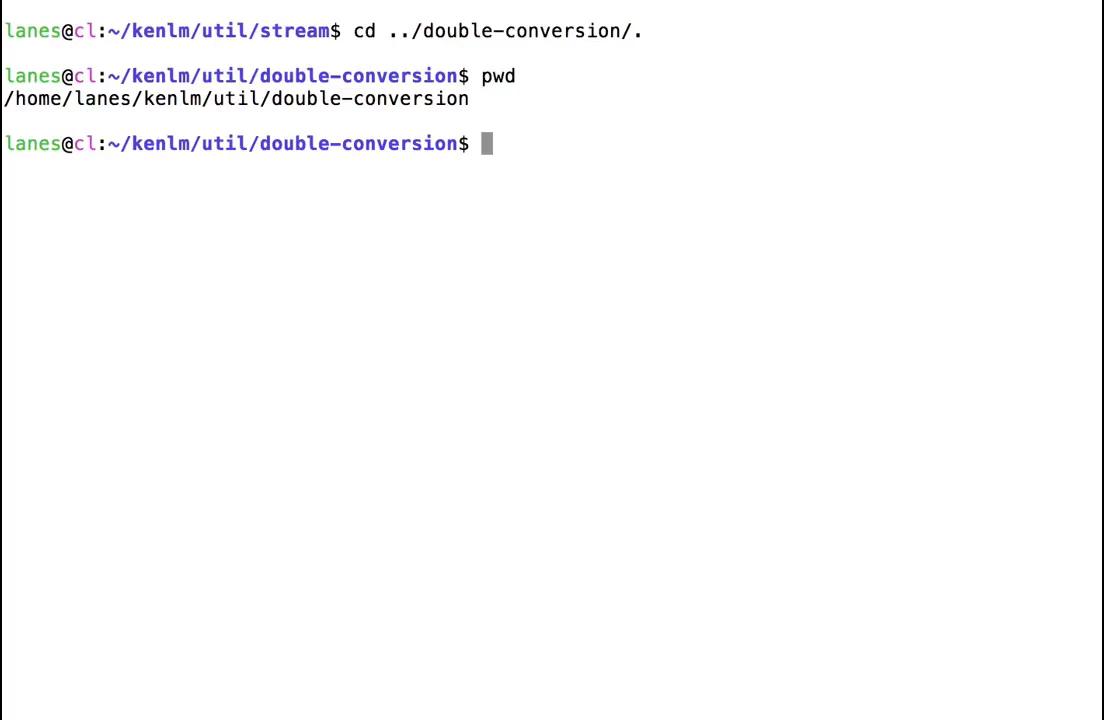 lanes@cl:~/kenlm/util/stream$ cd ../double-conversion/.
lanes@cl:~/kenlm/util/double-conversion$ pwd
/home/lanes/kenlm/util/double-conversion
lanes@cl:~/kenlm/util/double-conversion$